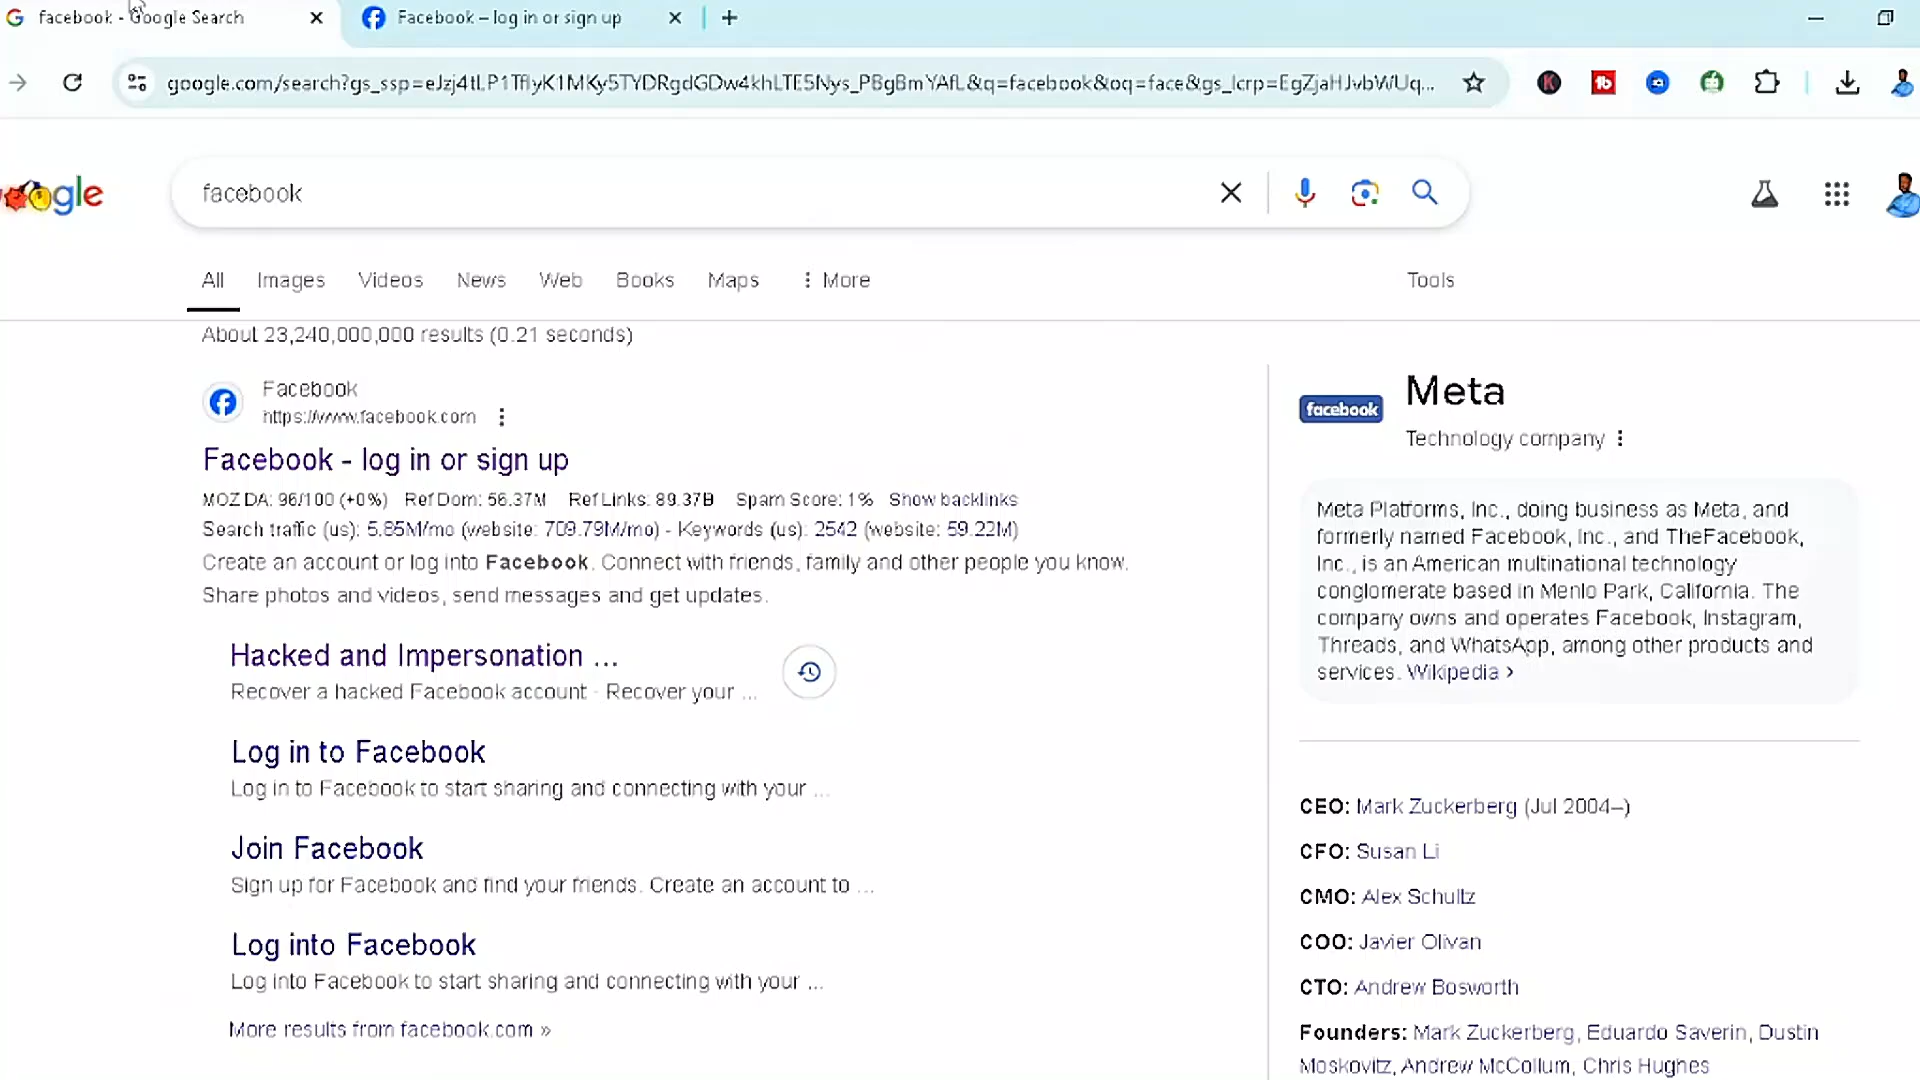 facebook - Google Search
Facebook – log in or sign up
google.com/search?gs_ssp=eJzj4tLP1TflyK1MKy5TYDRgdGDw4khLTE5Nys_PBgBmYAfL&q=facebook&oq=face&gs_lcrp=EgZjaHJvbWUq...
facebook
All Images Videos News Web Books Maps More Tools
About 23,240,000,000 results (0.21 seconds)
Facebook
https://www.facebook.com
Facebook - log in or sign up
MOZ DA: 96/100 (+0%) Ref Dom: 56.37M Ref Links: 89.37B Spam Score: 1% Show backlinks
Search traffic (us): 5.85M/mo (website: 709.79M/mo) - Keywords (us): 2542 (website: 59.22M)
Create an account or log into Facebook. Connect with friends, family and other people you know.
Share photos and videos, send messages and get updates.
Hacked and Impersonation ...
Recover a hacked Facebook account · Recover your ...
Log in to Facebook
Log in to Facebook to start sharing and connecting with your ...
Join Facebook
Sign up for Facebook and find your friends. Create an account to ...
Log into Facebook
Log into Facebook to start sharing and connecting with your ...
More results from facebook.com »
facebook
Meta
Technology company
Meta Platforms, Inc., doing business as Meta, and
formerly named Facebook, Inc., and TheFacebook,
Inc., is an American multinational technology
conglomerate based in Menlo Park, California. The
company owns and operates Facebook, Instagram,
Threads, and WhatsApp, among other products and
services. Wikipedia ›
CEO: Mark Zuckerberg (Jul 2004–)
CFO: Susan Li
CMO: Alex Schultz
COO: Javier Olivan
CTO: Andrew Bosworth
Founders: Mark Zuckerberg, Eduardo Saverin, Dustin
Moskovitz, Andrew McCollum, Chris Hughes